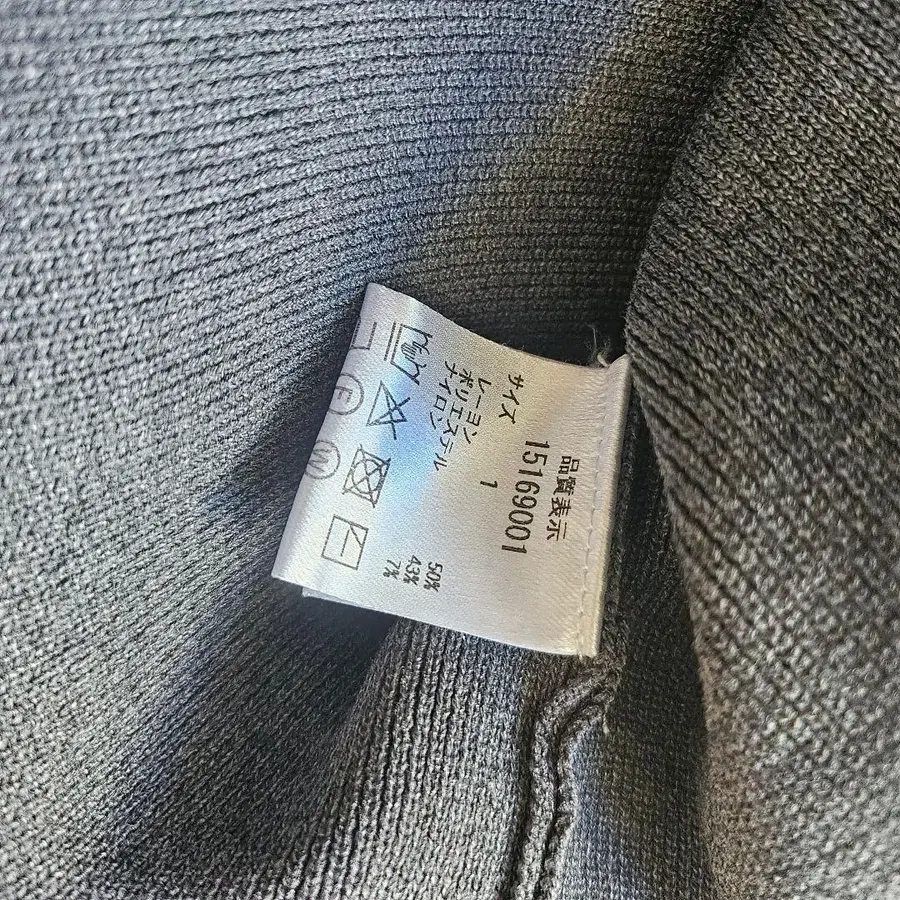 品質表示
15169001
サイズ 1
レーヨン 50%
ポリエステル 43%
ナイロン 7%
F
W